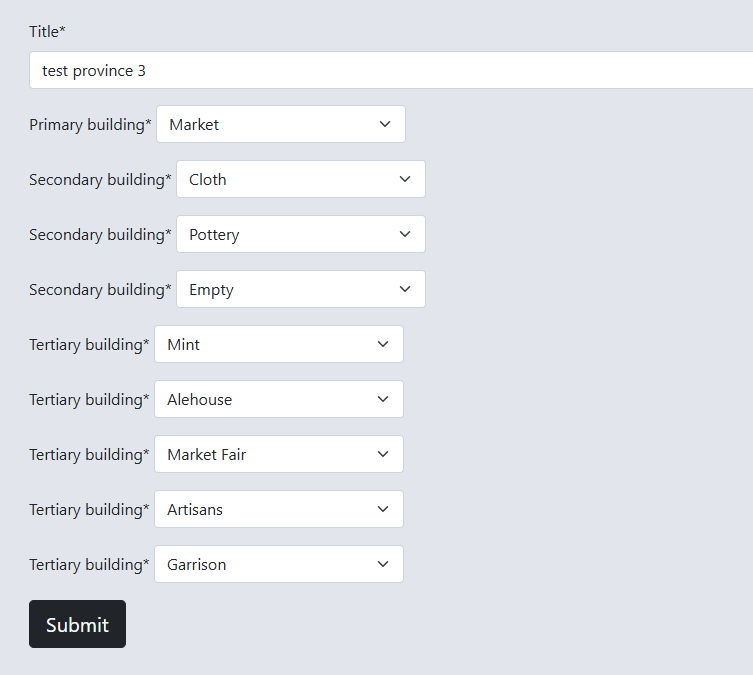 Title*
test province 3
Primary building* Market
Secondary building* Cloth
Secondary building* Pottery
Secondary building* Empty
Tertiary building* Mint
Tertiary building* Alehouse
Tertiary building* Market Fair
Tertiary building* Artisans
Tertiary building* Garrison
Submit